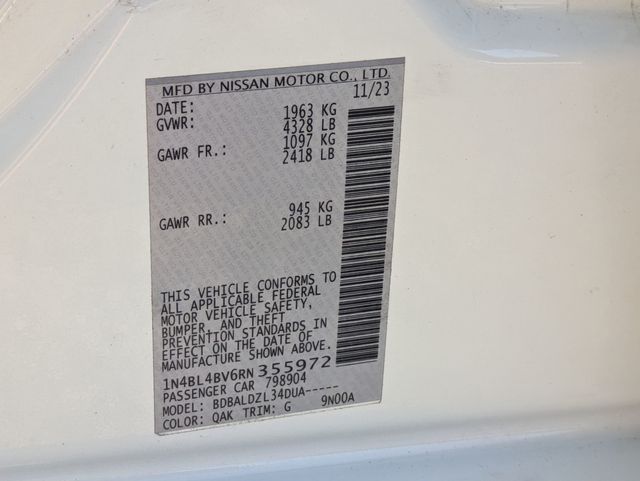 MFD BY NISSAN MOTOR CO., LTD.
DATE: 11/23
GVWR: 1963 KG
4328 LB
GAWR FR.: 1097 KG
2418 LB
GAWR RR.: 945 KG
2083 LB
THIS VEHICLE CONFORMS TO
ALL APPLICABLE FEDERAL
MOTOR VEHICLE SAFETY,
BUMPER, AND THEFT
PREVENTION STANDARDS IN
EFFECT ON THE DATE OF
MANUFACTURE SHOWN ABOVE.
1N4BL4BV6RN355972
PASSENGER CAR 798904
MODEL: BDBALDZL34DUA-----
COLOR: QAK TRIM: G 9N00A